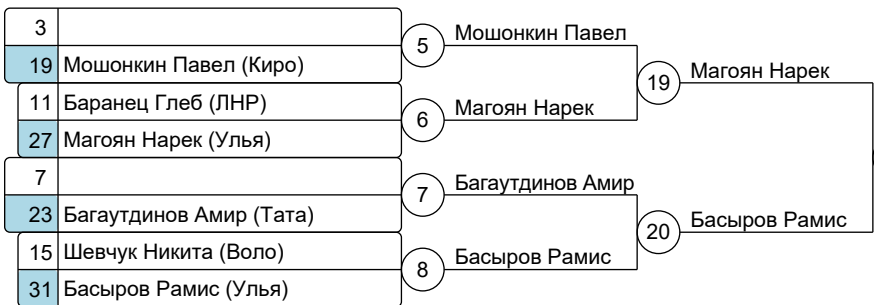 3
19 Мошонкин Павел (Киро)
11 Баранец Глеб (ЛНР)
27 Магоян Нарек (Улья)
7
23 Багаутдинов Амир (Тата)
15 Шевчук Никита (Воло)
31 Басыров Рамис (Улья)
5 Мошонкин Павел
6 Магоян Нарек
7 Багаутдинов Амир
8 Басыров Рамис
19 Магоян Нарек
20 Басыров Рамис